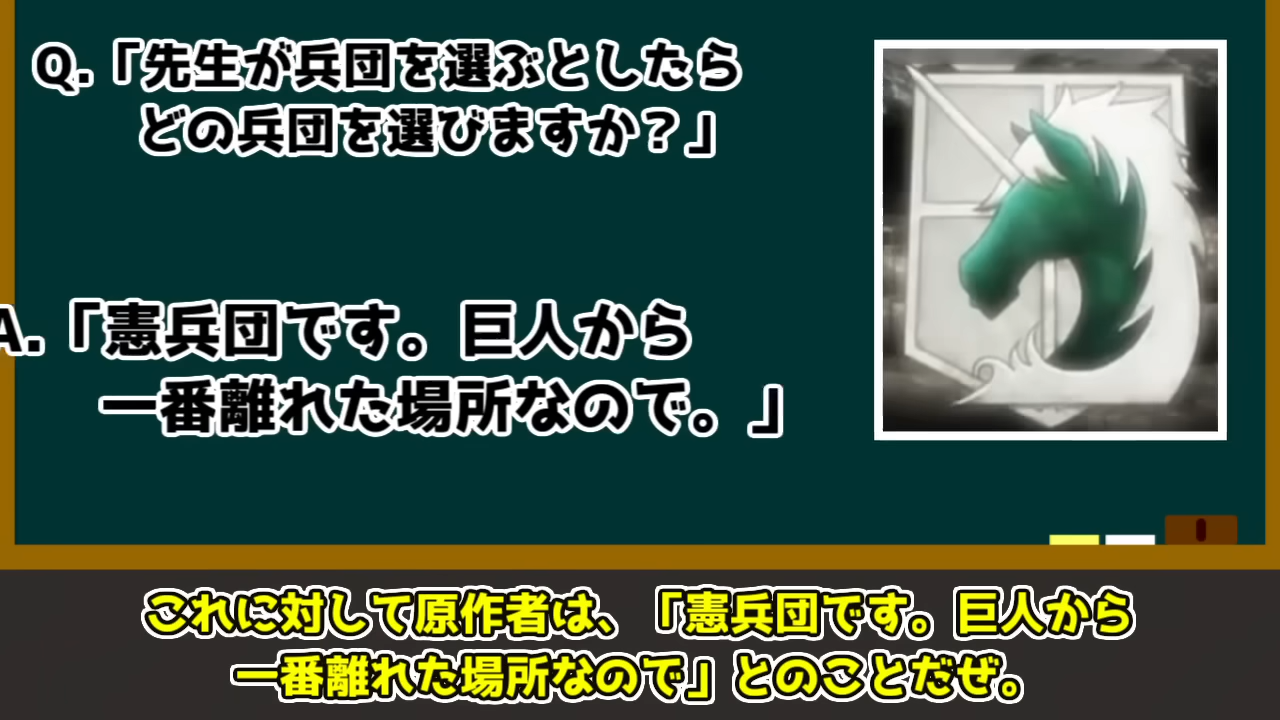 Q.「先生が兵団を選ぶとしたら
どの兵団を選びますか？」
A.「憲兵団です。巨人から
一番離れた場所なので。」
これに対して原作者は、「憲兵団です。巨人から
一番離れた場所なので」とのことだぜ。